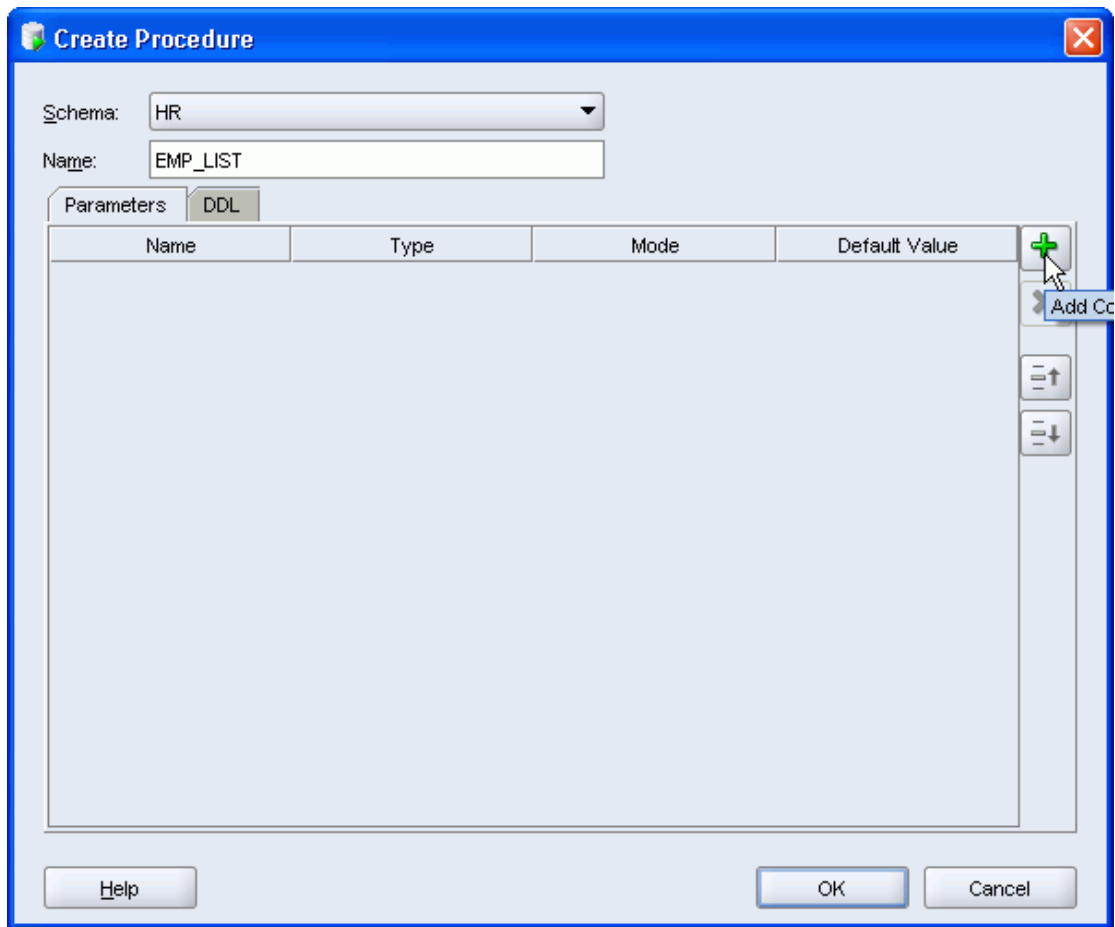 Create Procedure
Schema: HR
Name: EMP_LIST
Parameters DDL
Name Type Mode Default Value
Add Co
Help OK Cancel